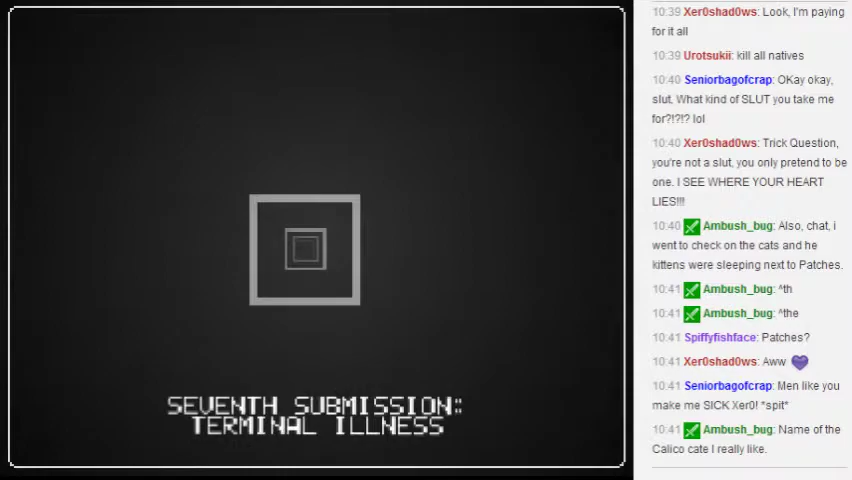 SEVENTH SUBMISSION:
TERMINAL ILLNESS
10:39 Xer0shad0ws: Look, I'm paying
for it all
10:39 Urotsukii: kill all natives
10:40 Seniorbagofcrap: OKay okay,
slut. What kind of SLUT you take me
for?!?!? lol
10:40 Xer0shad0ws: Trick Question,
you're not a slut, you only pretend to be
one. I SEE WHERE YOUR HEART
LIES!!!
10:40 Ambush_bug: Also, chat, i
went to check on the cats and he
kittens were sleeping next to Patches.
10:41 Ambush_bug: ^th
10:41 Ambush_bug: ^the
10:41 Spiffyfishface: Patches?
10:41 Xer0shad0ws: Aww
10:41 Seniorbagofcrap: Men like you
make me SICK Xer0! *spit*
10:41 Ambush_bug: Name of the
Calico cate I really like.